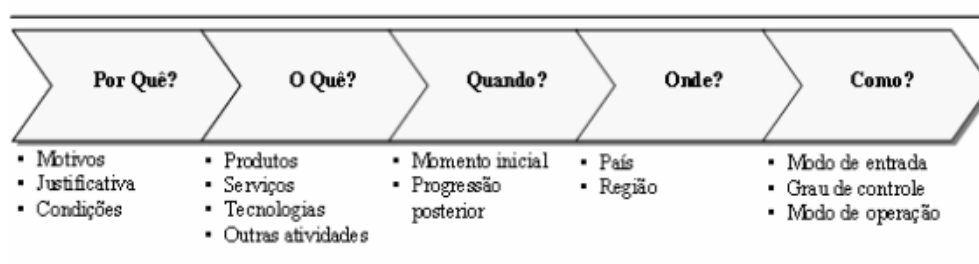 Por Quê?
O Quê?
Quando?
Onde?
Como?
▪ Motivos
▪ Justificativa
▪ Condições
▪ Produtos
▪ Serviços
▪ Tecnologias
▪ Outras atividades
▪ Momento inicial
▪ Progressão
posterior
▪ País
▪ Região
▪ Modo de entrada
▪ Grau de controle
▪ Modo de operação